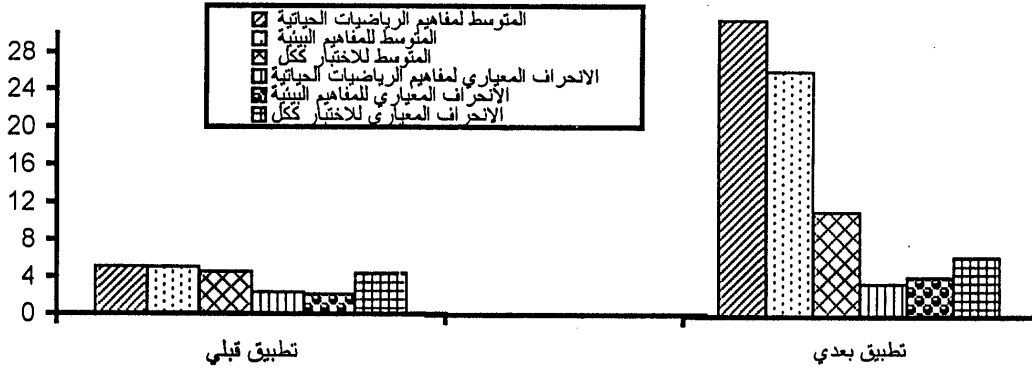 المتوسط لمفاهيم الرياضيات الحياتية
المتوسط للمفاهيم البيئية
المتوسط للاختبار ككل
الانحراف المعياري لمفاهيم الرياضيات الحياتية
الانحراف المعياري للمفاهيم البيئية
الانحراف المعياري للاختبار ككل
28
24
20
16
12
8
4
0
تطبيق قبلي
تطبيق بعدي